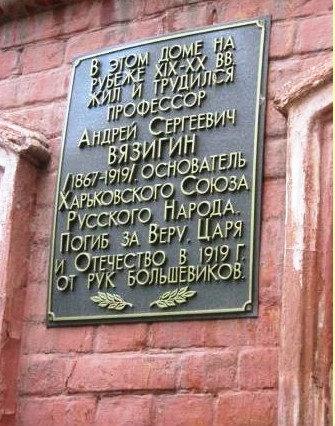 В ЭТОМ ДОМЕ НА
РУБЕЖЕ XIX-XX ВВ.
ЖИЛ И ТРУДИЛСЯ
ПРОФЕССОР
АНДРЕЙ СЕРГЕЕВИЧ
ВЯЗИГИН
/1867-1919/, ОСНОВАТЕЛЬ
ХАРЬКОВСКОГО СОЮЗА
РУССКОГО НАРОДА.
ПОГИБ ЗА ВЕРУ, ЦАРЯ
И ОТЕЧЕСТВО В 1919 Г.
ОТ РУК БОЛЬШЕВИКОВ.